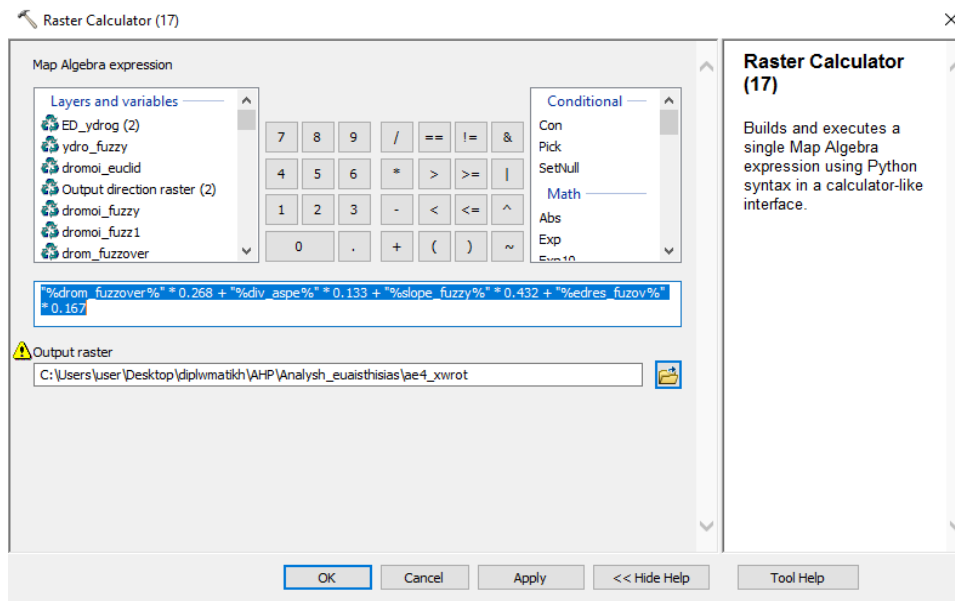 Raster Calculator (17)
Map Algebra expression
Layers and variables
ED_ydrog (2)
ydro_fuzzy
dromoi_euclid
Output direction raster (2)
dromoi_fuzzy
dromoi_fuzz1
drom_fuzzover
7 8 9 / == != &
4 5 6 * > >= |
1 2 3 - < <= ^
0 . + ( ) ~
Conditional
Con
Pick
SetNull
Math
Abs
Exp
Exp10
"%drom_fuzzover%" * 0.268 + "%div_aspe%" * 0.133 + "%slope_fuzzy%" * 0.432 + "%edres_fuzov%"
* 0.167
Output raster
C:\Users\user\Desktop\diplwmatikh\AHP\Analysh_euaisthisias\ae4_xwrot
OK Cancel Apply << Hide Help Tool Help
Raster Calculator
(17)
Builds and executes a
single Map Algebra
expression using Python
syntax in a calculator-like
interface.